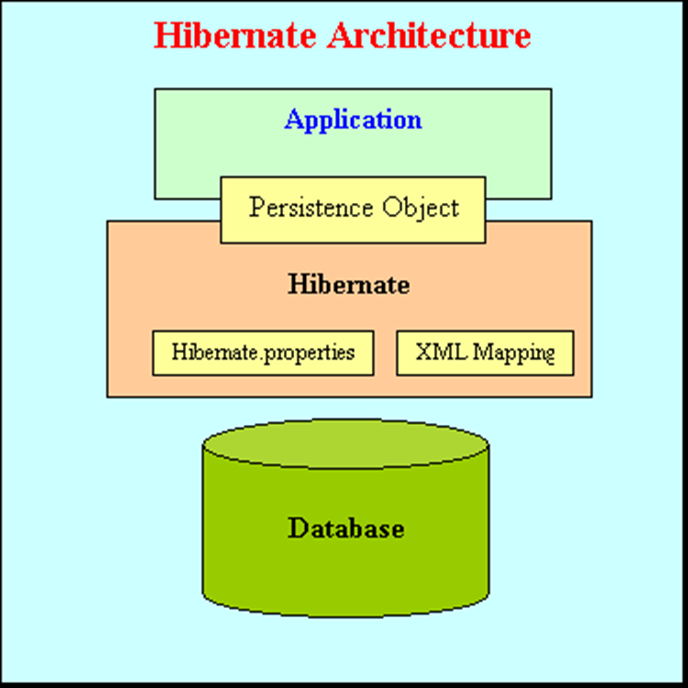 Hibernate Architecture
Application
Persistence Object
Hibernate
Hibernate.properties
XML Mapping
Database